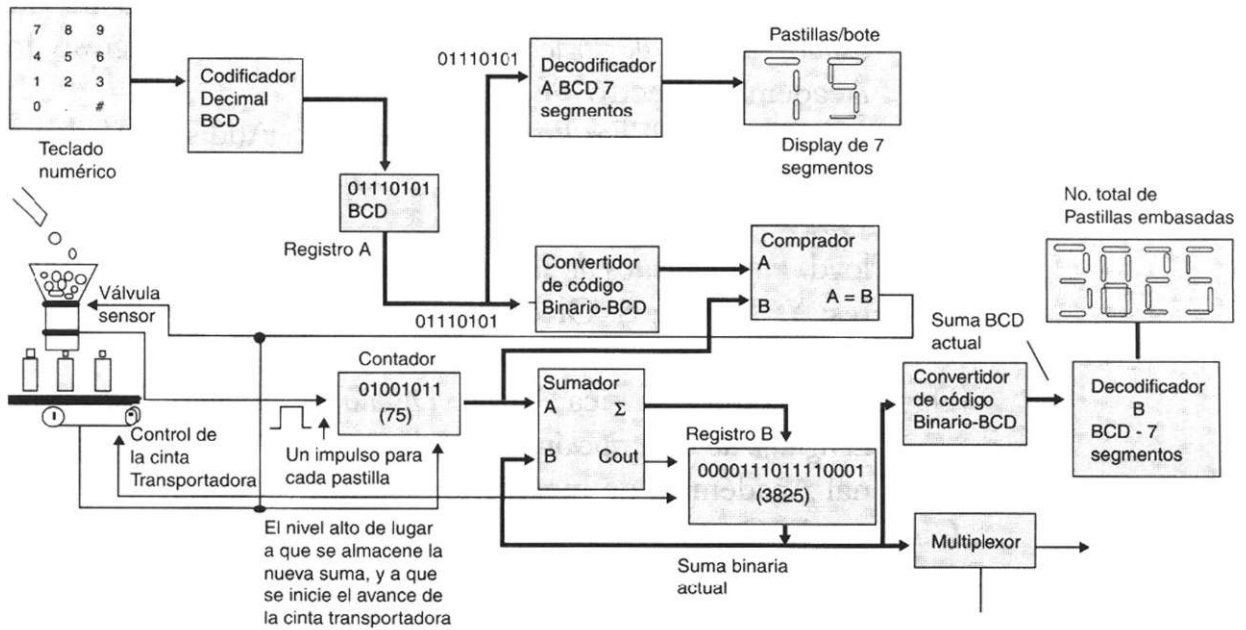 7 8 9
4 5 6
1 2 3
0 . #
Teclado
numérico
Codificador
Decimal
BCD
01110101
BCD
Registro A
01110101
Decodificador
A BCD 7
segmentos
Pastillas/bote
75
Display de 7
segmentos
01110101
Convertidor
de código
Binario-BCD
Comprador
A
B
A = B
No. total de
Pastillas embasadas
3825
Válvula
sensor
Contador
01001011
(75)
Un impulso para
cada pastilla
Control de
la cinta
Transportadora
El nivel alto de lugar
a que se almacene la
nueva suma, y a que
se inicie el avance de
la cinta transportadora
Sumador
A
Σ
B
Cout
Registro B
0000111011110001
(3825)
Suma binaria
actual
Suma BCD
actual
Convertidor
de código
Binario-BCD
Decodificador
B
BCD - 7
segmentos
Multiplexor